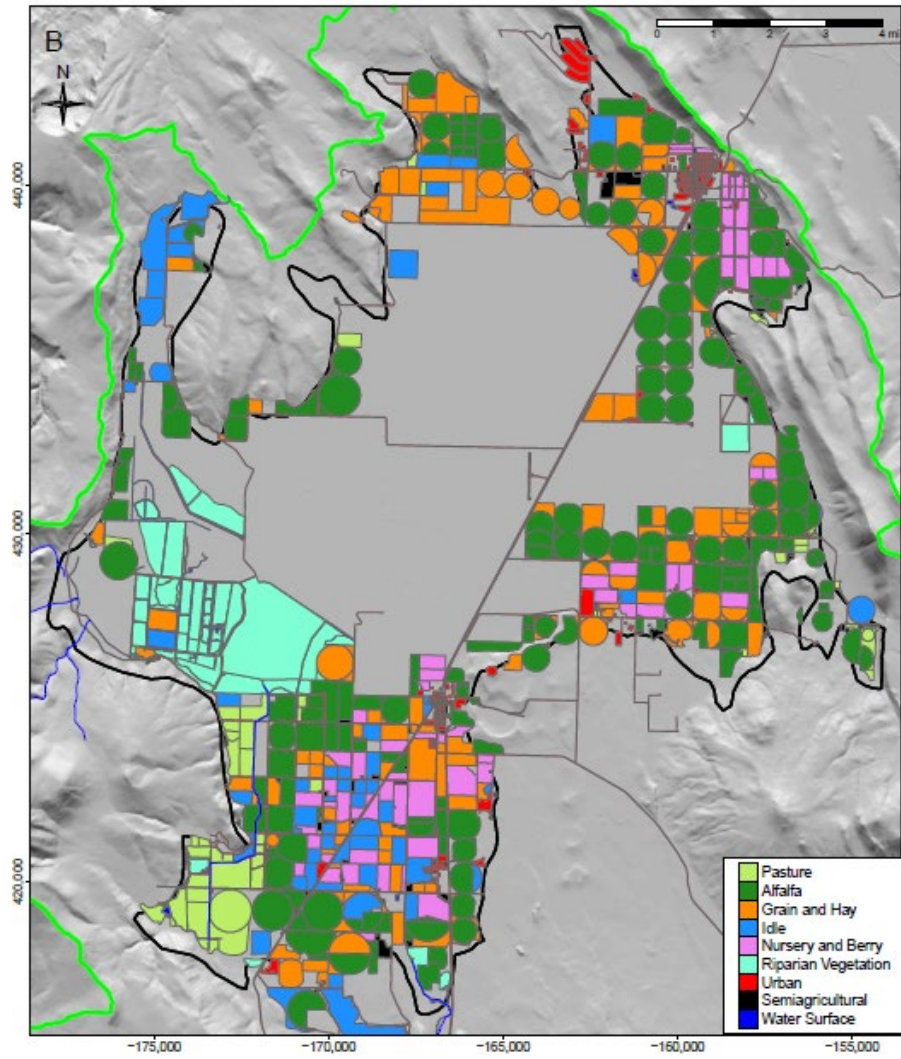 B
N
0 1 2 3 4 mi
440,000
430,000
420,000
−175,000 −170,000 −165,000 −160,000 −155,000
Pasture
Alfalfa
Grain and Hay
Idle
Nursery and Berry
Riparian Vegetation
Urban
Semiagricultural
Water Surface